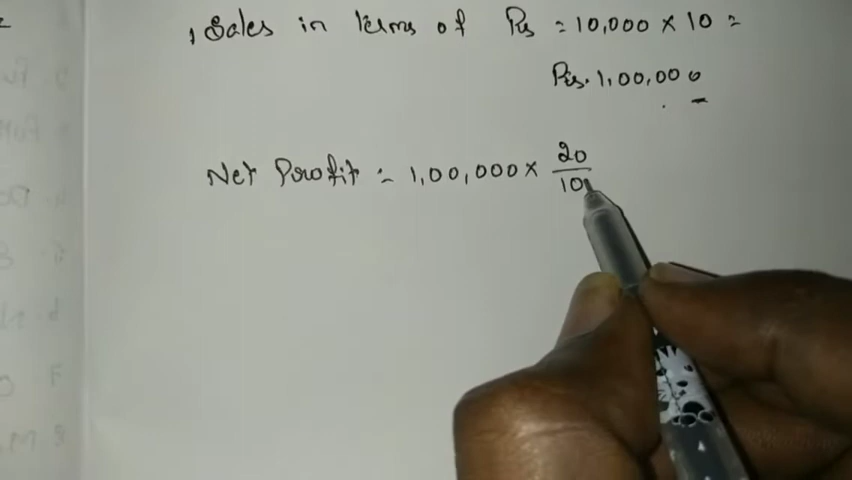 , Sales in terms of Rs = 10,000 × 10 =
Rs. 1,00,000
Net Profit = 1,00,000 × 20/10